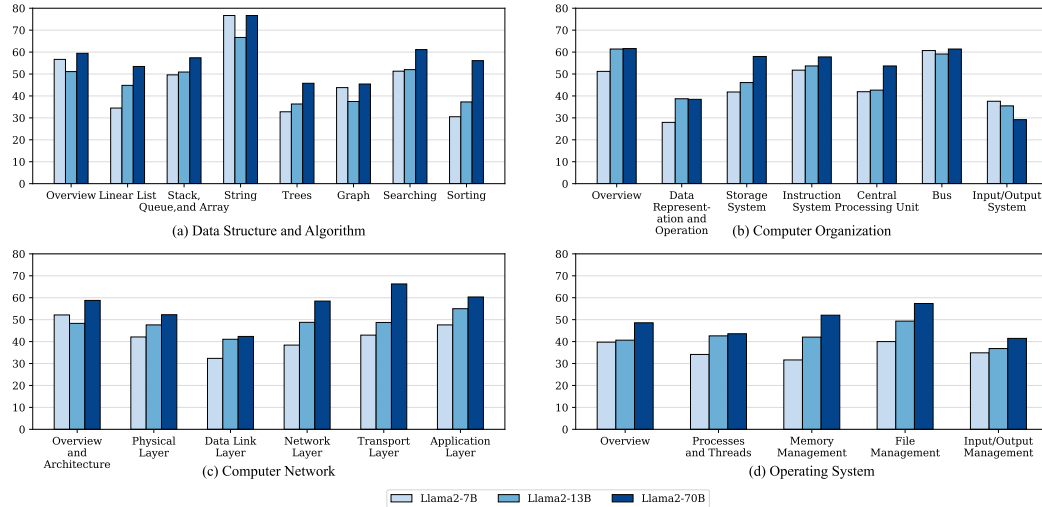 80
70
60
50
40
30
20
10
0
Overview Linear List Stack, String Trees Graph Searching Sorting
Queue,and Array
(a) Data Structure and Algorithm
80
70
60
50
40
30
20
10
0
Overview Data Storage Instruction Central Bus Input/Output
Represent- System System Processing Unit System
ation and
Operation
(b) Computer Organization
80
70
60
50
40
30
20
10
0
Overview Physical Data Link Network Transport Application
and Layer Layer Layer Layer Layer
Architecture
(c) Computer Network
80
70
60
50
40
30
20
10
0
Overview Processes Memory File Input/Output
and Threads Management Management Management
(d) Operating System
Llama2-7B Llama2-13B Llama2-70B